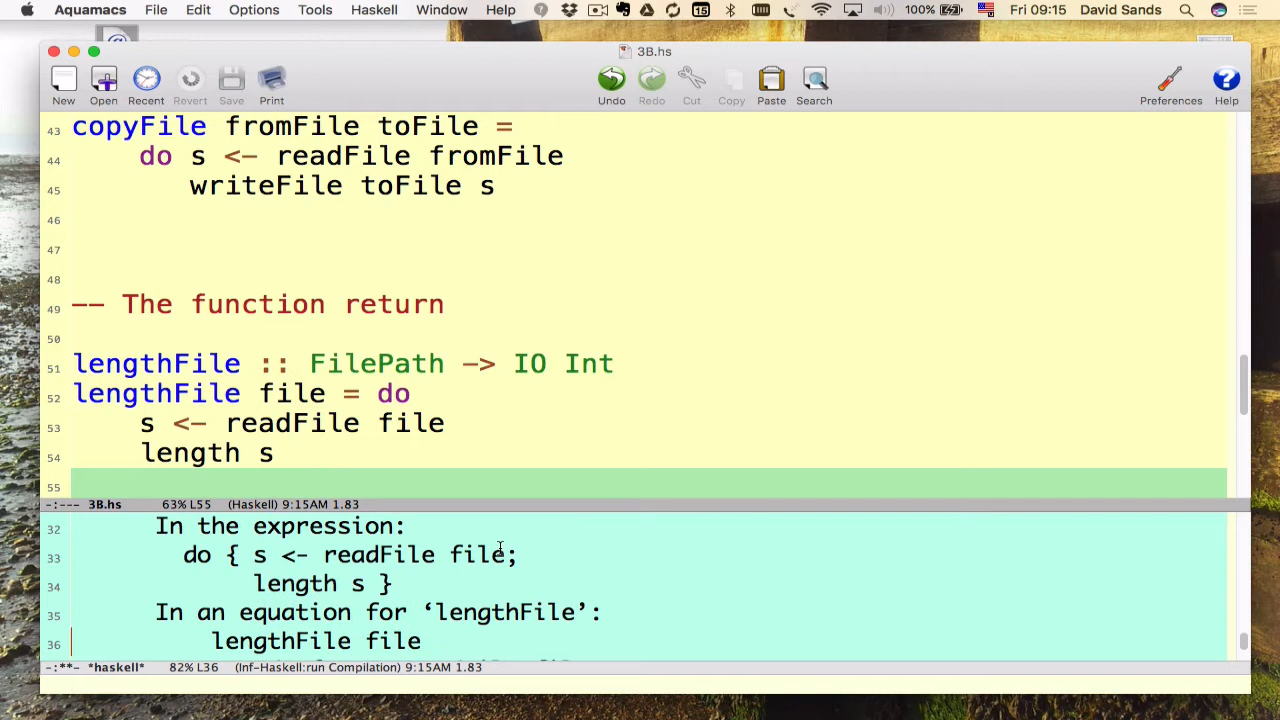 Aquamacs File Edit Options Tools Haskell Window Help 15 100% Fri 09:15 David Sands
3B.hs
New Open Recent Revert Save Print Undo Redo Cut Copy Paste Search Preferences Help
43 copyFile fromFile toFile =
44 do s <- readFile fromFile
45 writeFile toFile s
46
47
48
49 -- The function return
50
51 lengthFile :: FilePath -> IO Int
52 lengthFile file = do
53 s <- readFile file
54 length s
55
-:--- 3B.hs 63% L55 (Haskell) 9:15AM 1.83
32 In the expression:
33 do { s <- readFile file;
34 length s }
35 In an equation for ‘lengthFile’:
36 lengthFile file
-:**- *haskell* 82% L36 (Inf-Haskell:run Compilation) 9:15AM 1.83